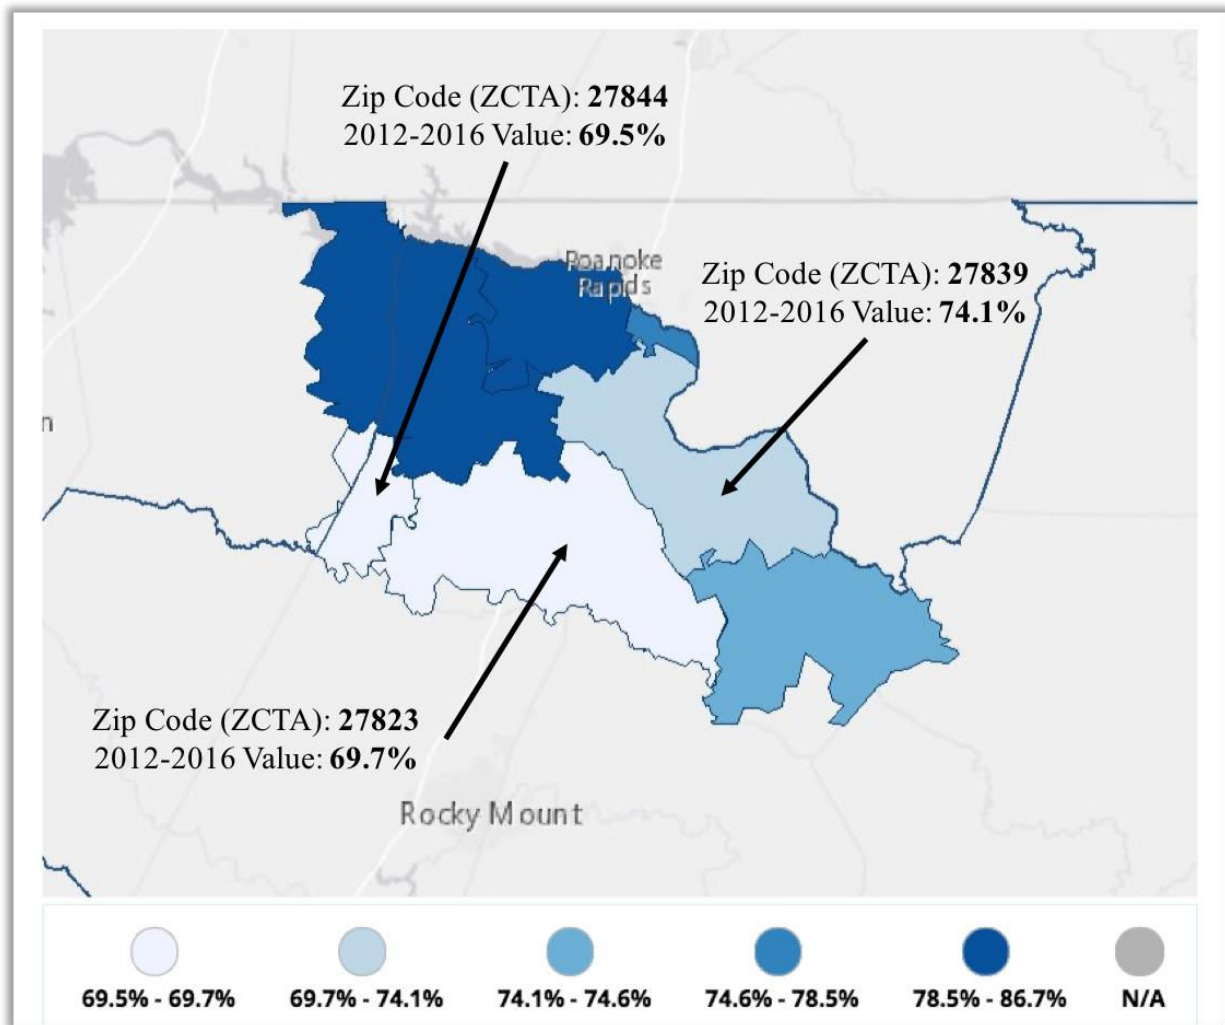 Zip Code (ZCTA): 27844
2012-2016 Value: 69.5%
Roanoke
Rapids
Zip Code (ZCTA): 27839
2012-2016 Value: 74.1%
n
Zip Code (ZCTA): 27823
2012-2016 Value: 69.7%
Rocky Mount
69.5% - 69.7%
69.7% - 74.1%
74.1% - 74.6%
74.6% - 78.5%
78.5% - 86.7%
N/A